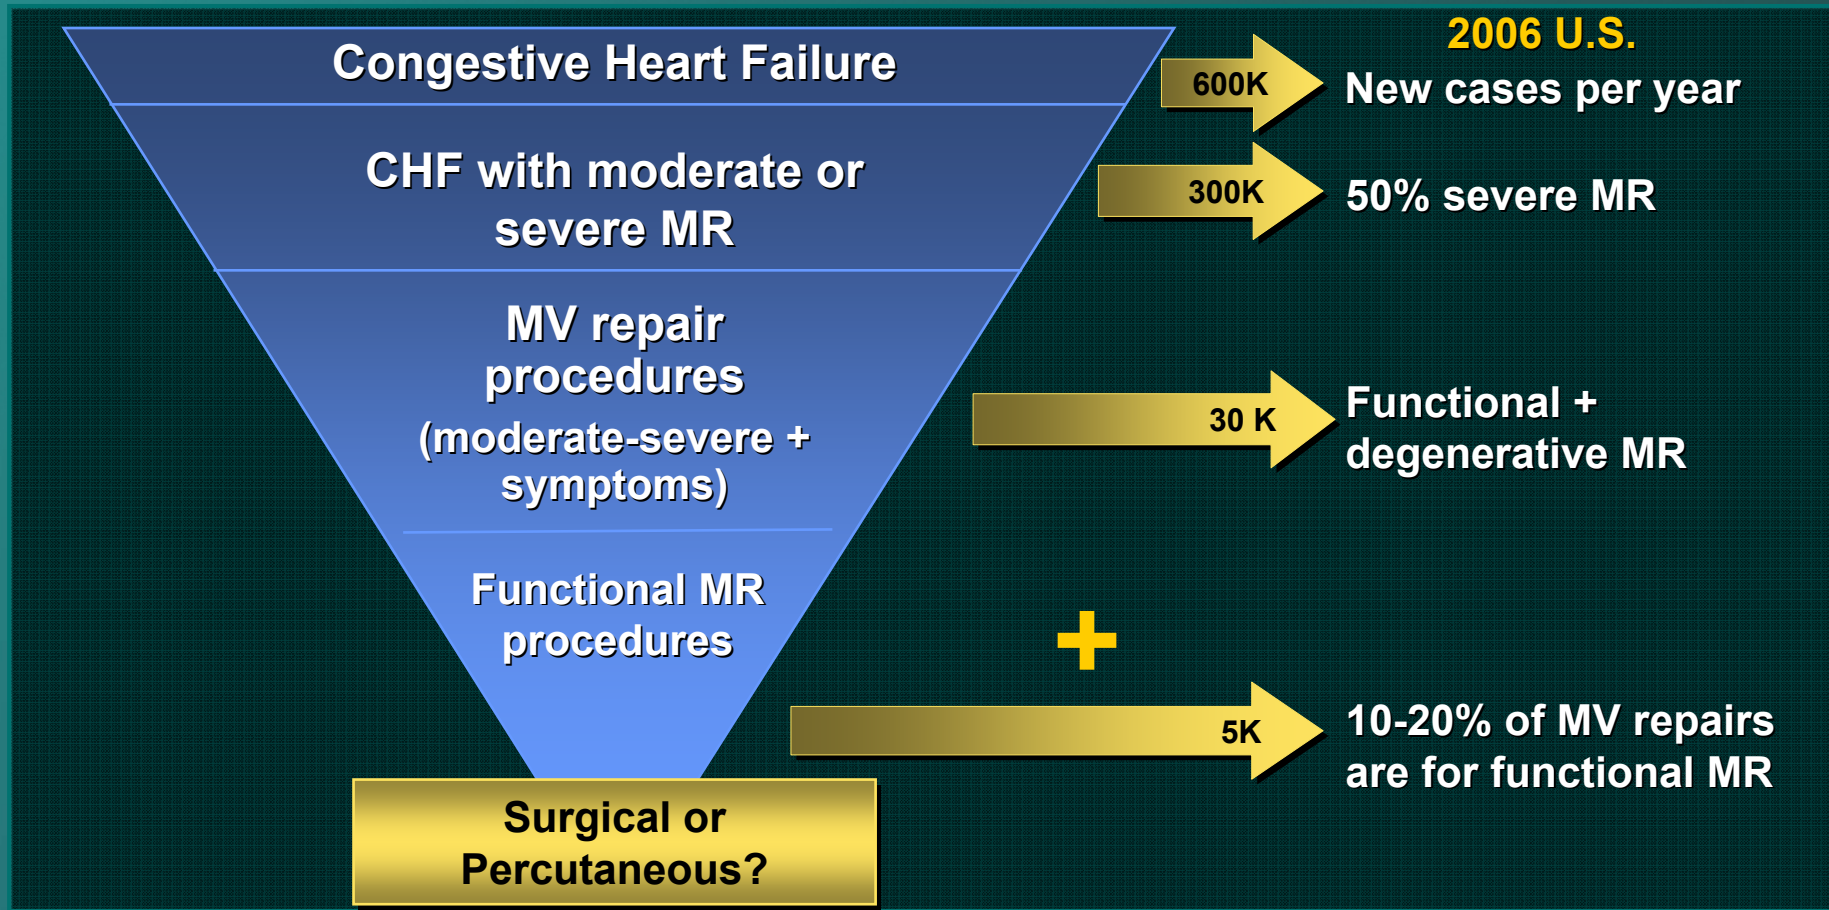 2006 U.S.
Congestive Heart Failure
600K
New cases per year
CHF with moderate or
severe MR
300K
50% severe MR
MV repair
procedures
(moderate-severe +
symptoms)
30 K
Functional +
degenerative MR
Functional MR
procedures
+
5K
10-20% of MV repairs
are for functional MR
Surgical or
Percutaneous?